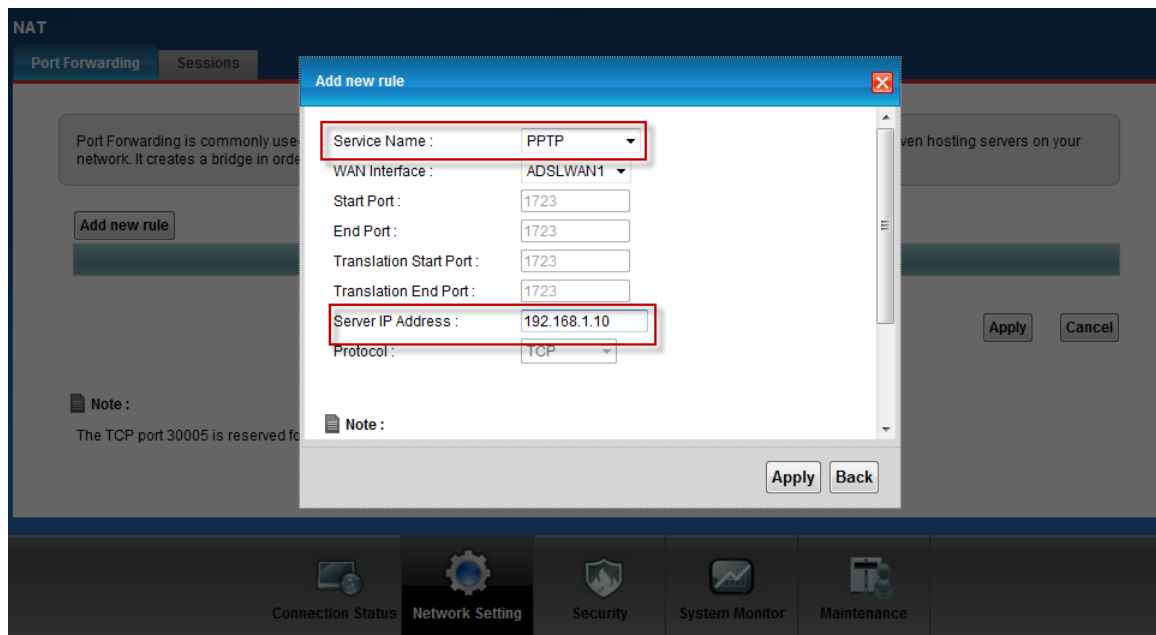 NAT
Port Forwarding
Sessions
Port Forwarding is commonly use
ven hosting servers on your
network. It creates a bridge in orde
Add new rule
Add new rule
Service Name :
PPTP
WAN Interface :
ADSLWAN1
Start Port :
1723
End Port :
1723
Translation Start Port :
1723
Translation End Port :
1723
Server IP Address :
192.168.1.10
Protocol :
TCP
Note :
Apply
Back
Apply
Cancel
Note :
The TCP port 30005 is reserved fo
Connection Status
Network Setting
Security
System Monitor
Maintenance